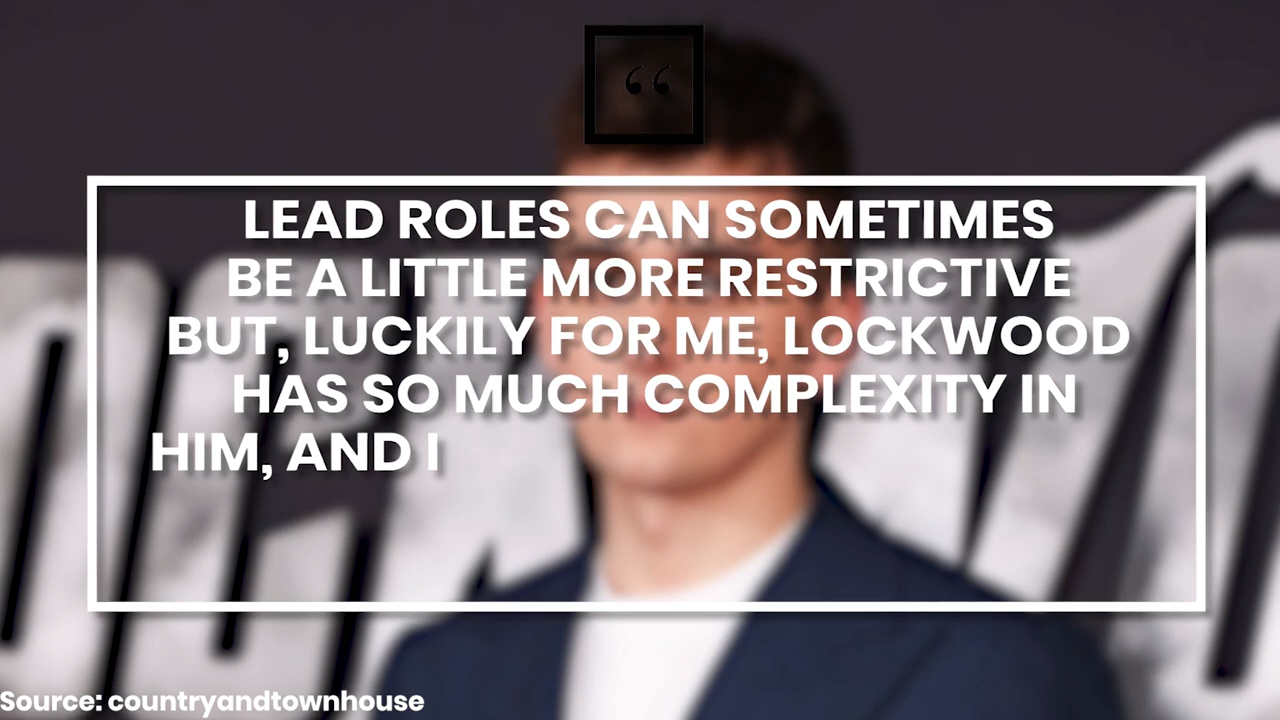 “
LEAD ROLES CAN SOMETIMES
BE A LITTLE MORE RESTRICTIVE
BUT, LUCKILY FOR ME, LOCKWOOD
HAS SO MUCH COMPLEXITY IN
HIM, AND I
Source: countryandtownhouse